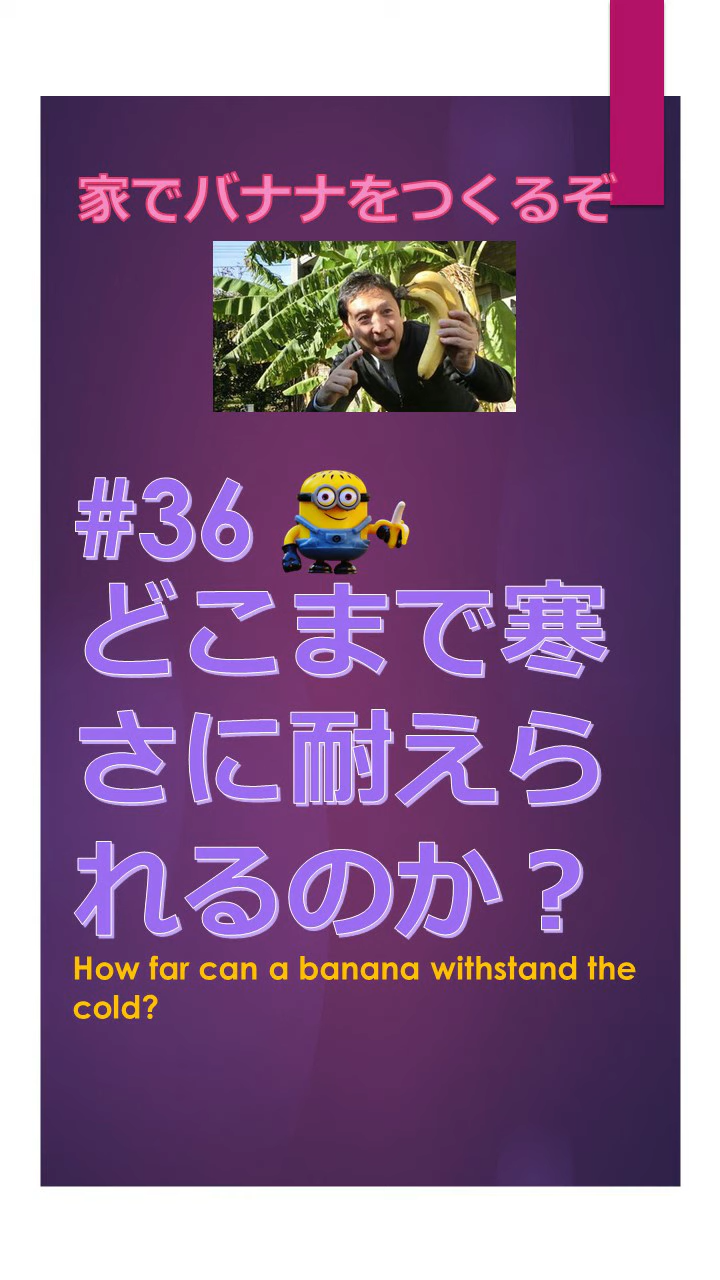 家でバナナをつくるぞ
#36
どこまで寒
さに耐えら
れるのか？
How far can a banana withstand the
cold?